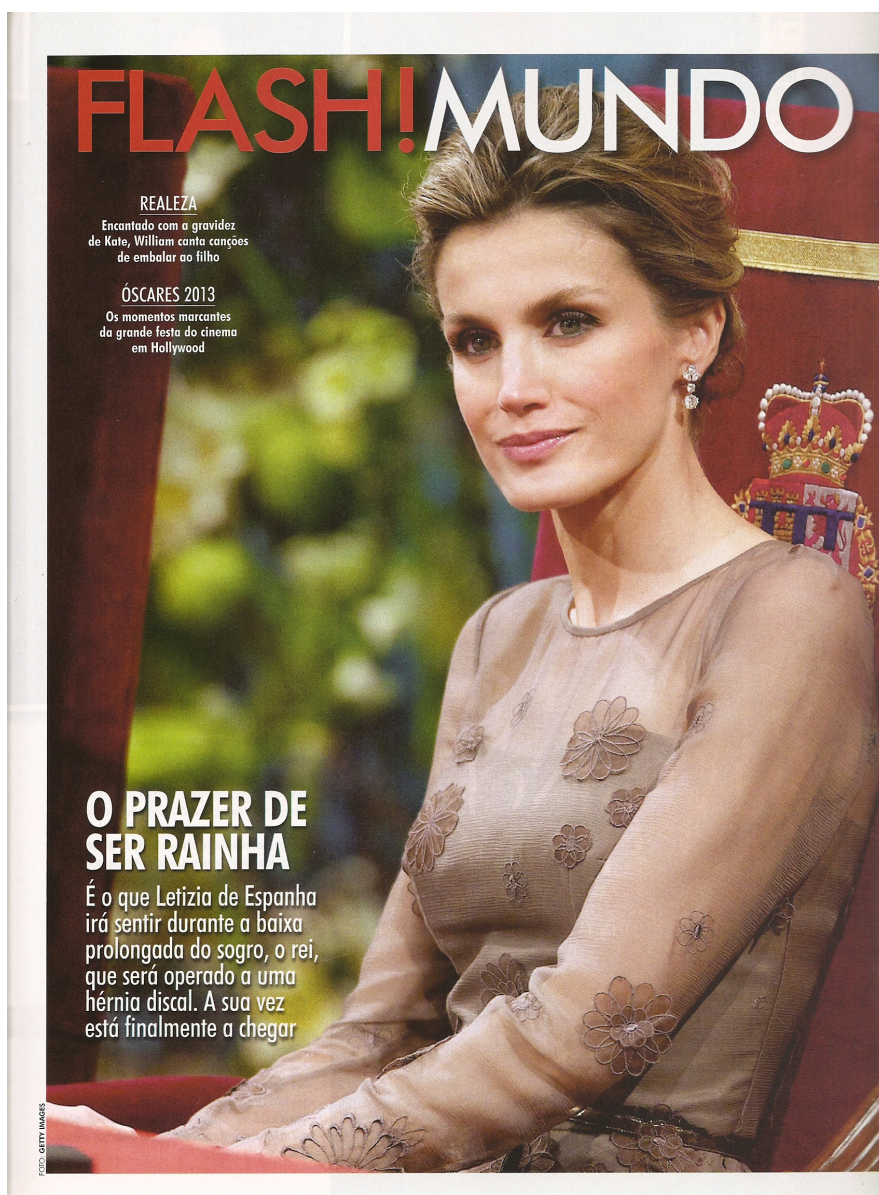 FLASH!MUNDO
REALEZA
Encantado com a gravidez
de Kate, William canta canções
de embalar ao filho
ÓSCARES 2013
Os momentos marcantes
da grande festa do cinema
em Hollywood
O PRAZER DE
SER RAINHA
É o que Letizia de Espanha
irá sentir durante a baixa
prolongada do sogro, o rei,
que será operado a uma
hérnia discal. A sua vez
está finalmente a chegar
FOTO: GETTY IMAGES